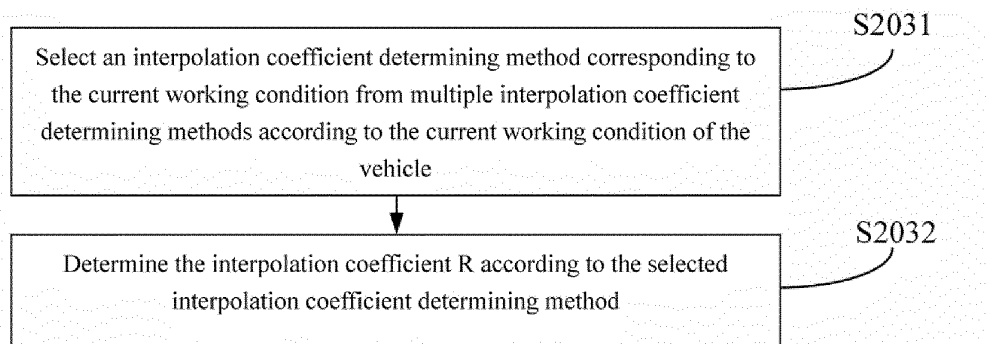 S2031
Select an interpolation coefficient determining method corresponding to
the current working condition from multiple interpolation coefficient
determining methods according to the current working condition of the
vehicle
S2032
Determine the interpolation coefficient R according to the selected
interpolation coefficient determining method